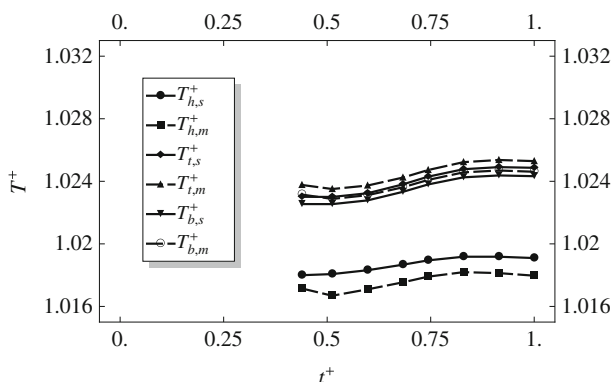 0. 0.25 0.5 0.75 1.
1.032 1.032
1.028 1.028
1.024 1.024
1.02 1.02
1.016 1.016
T⁺
T⁺h,s
T⁺h,m
T⁺t,s
T⁺t,m
T⁺b,s
T⁺b,m
0. 0.25 0.5 0.75 1.
t⁺